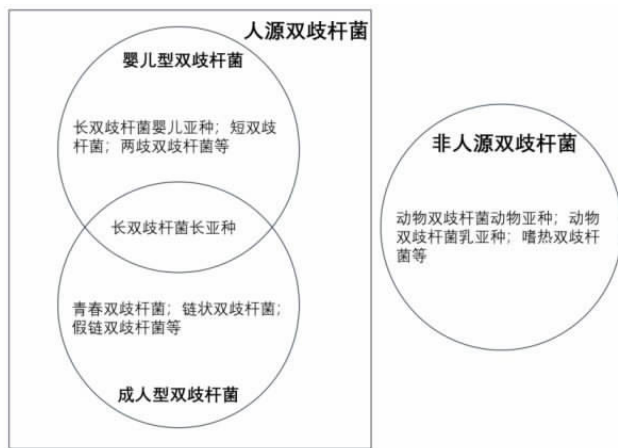 人源双歧杆菌
婴儿型双歧杆菌
长双歧杆菌婴儿亚种；短双歧
杆菌；两歧双歧杆菌等
长双歧杆菌长亚种
青春双歧杆菌；链状双歧杆菌；
假链双歧杆菌等
成人型双歧杆菌
非人源双歧杆菌
动物双歧杆菌动物亚种；动物
双歧杆菌乳亚种；嗜热双歧杆
菌等